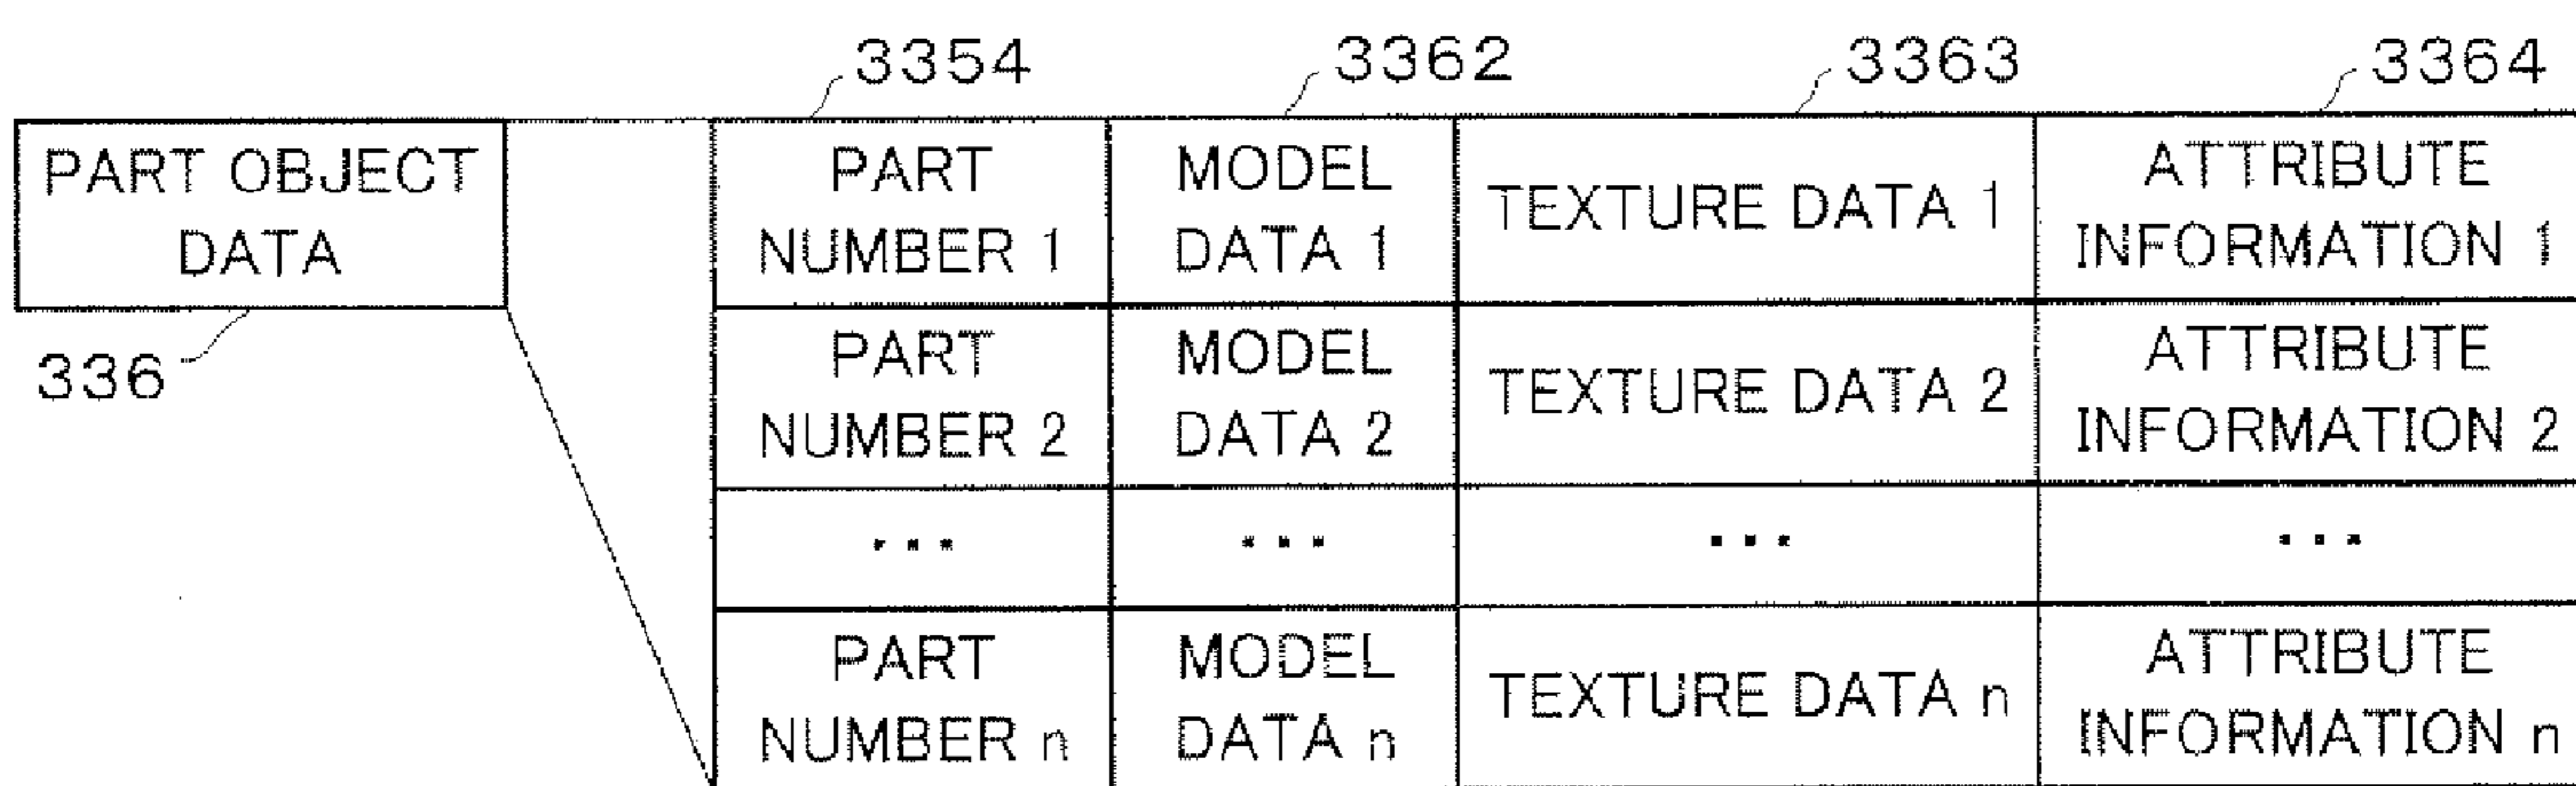 3354 3362 3363 3364
PART OBJECT
DATA
336
PART
NUMBER 1
MODEL
DATA 1
TEXTURE DATA 1
ATTRIBUTE
INFORMATION 1
PART
NUMBER 2
MODEL
DATA 2
TEXTURE DATA 2
ATTRIBUTE
INFORMATION 2
... ... ... ...
PART
NUMBER n
MODEL
DATA n
TEXTURE DATA n
ATTRIBUTE
INFORMATION n